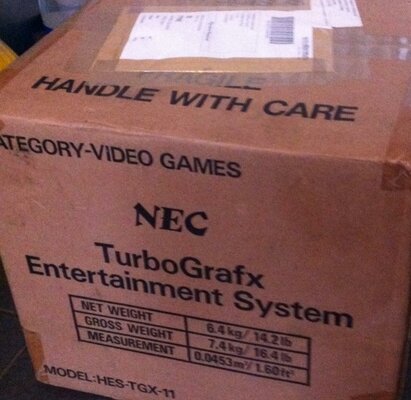 FRAGILE
HANDLE WITH CARE
ATEGORY-VIDEO GAMES
NEC
TurboGrafx
Entertainment System
NET WEIGHT 6.4kg/14.2lb
GROSS WEIGHT 7.4kg/16.4lb
MEASUREMENT 0.0453m³/1.60ft³
MODEL:HES-TGX-11